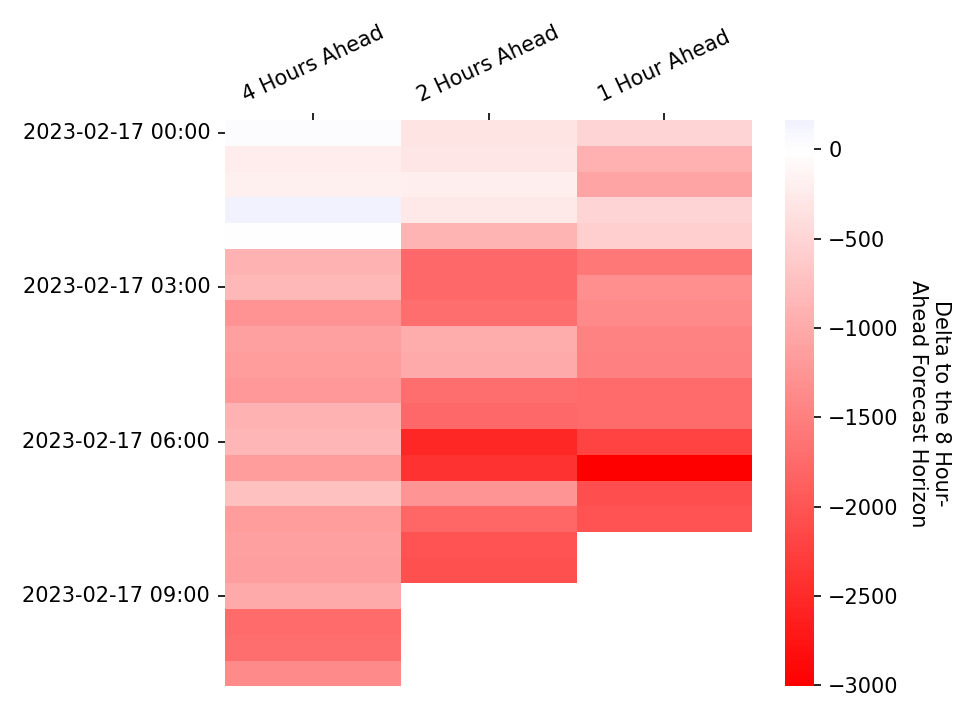 4 Hours Ahead
2 Hours Ahead
1 Hour Ahead
2023-02-17 00:00
2023-02-17 03:00
2023-02-17 06:00
2023-02-17 09:00
0
−500
−1000
−1500
−2000
−2500
−3000
Delta to the 8 Hour-
Ahead Forecast Horizon